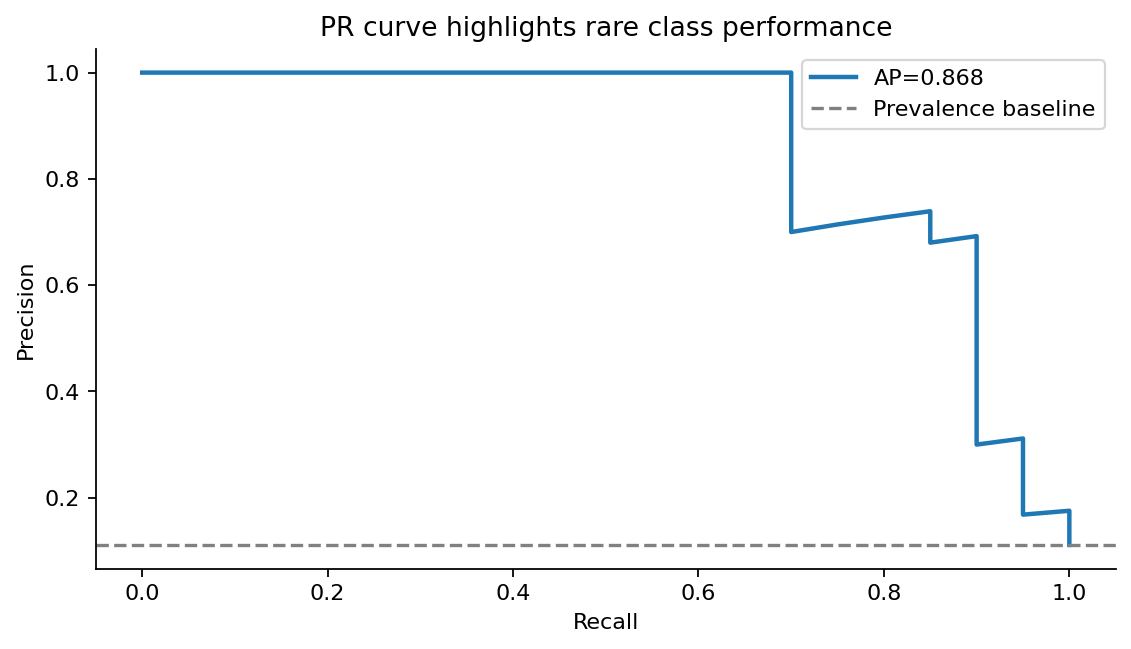 PR curve highlights rare class performance
AP=0.868
Prevalence baseline
Precision
1.0
0.8
0.6
0.4
0.2
0.0 0.2 0.4 0.6 0.8 1.0
Recall